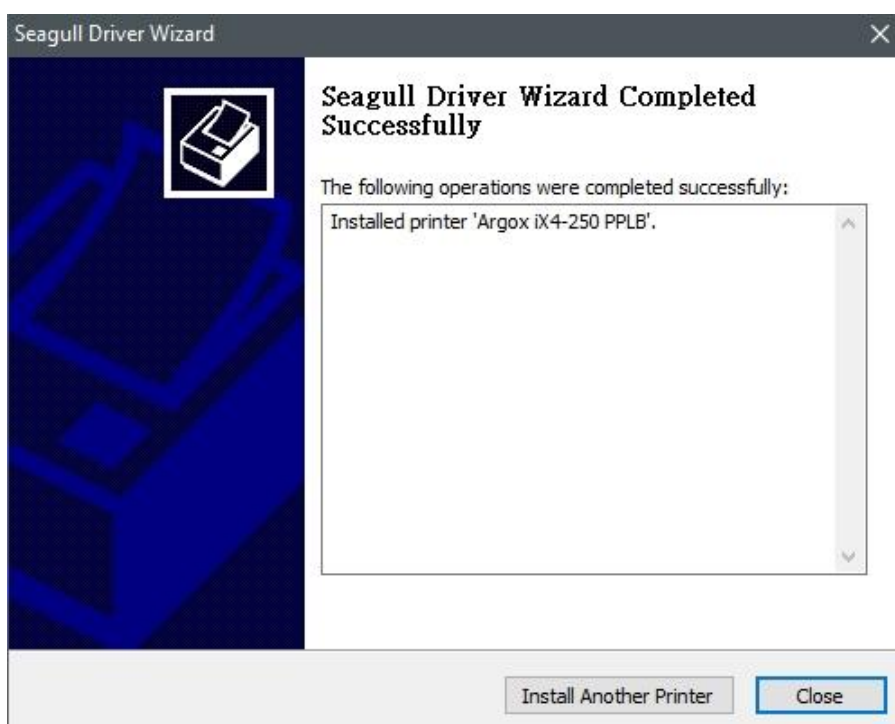 Seagull Driver Wizard
Seagull Driver Wizard Completed
Successfully
The following operations were completed successfully:
Installed printer 'Argox iX4-250 PPLB'.
Install Another Printer
Close